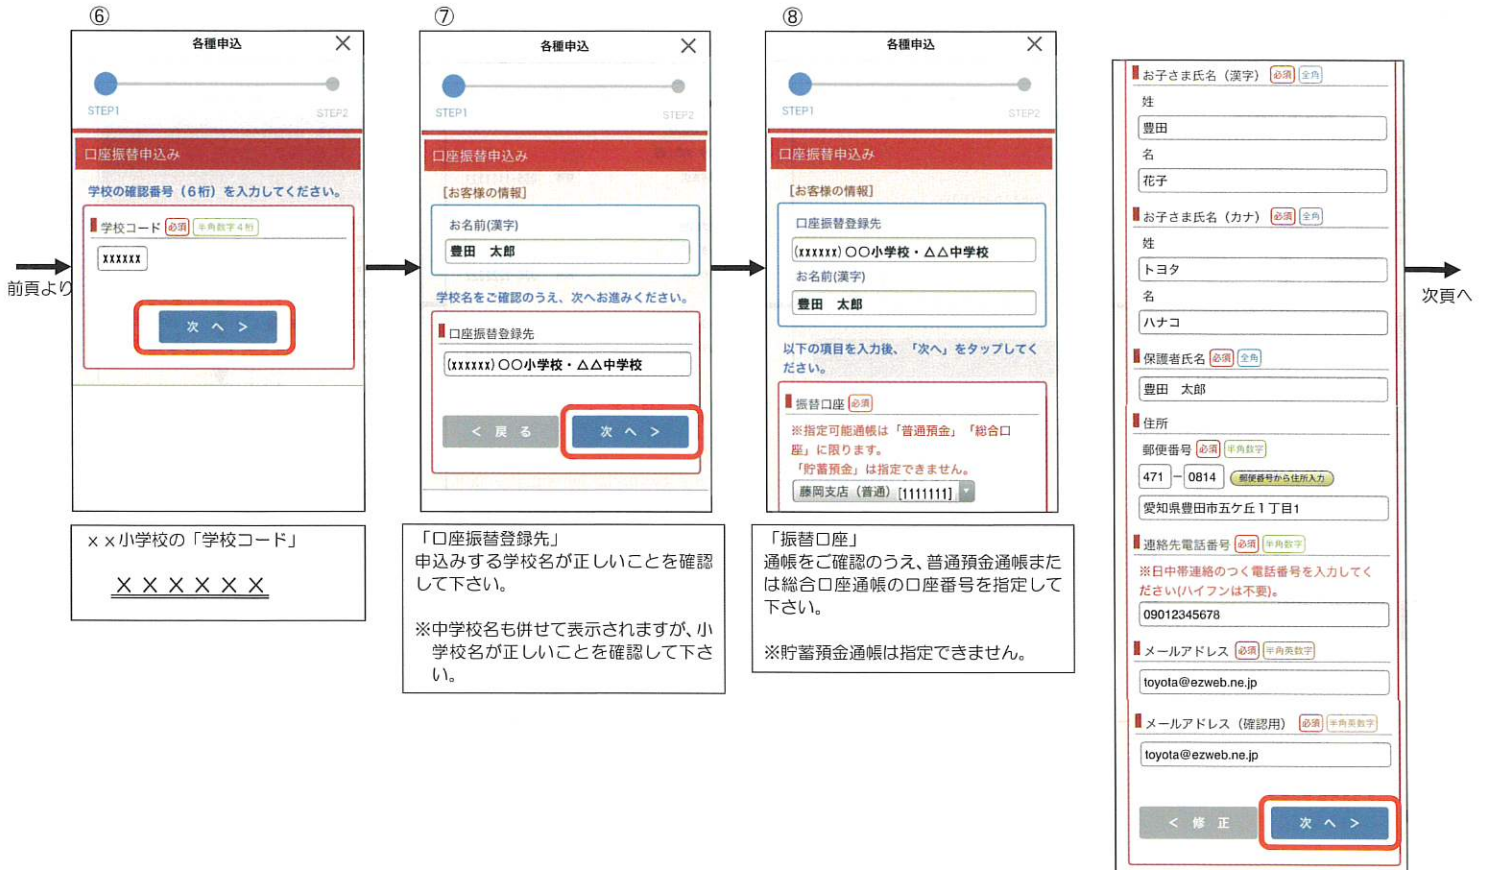 ⑥
各種申込
STEP1
STEP2
口座振替申込み
学校の確認番号（6桁）を入力してください。
学校コード 必須 半角数字4桁
xxxxxx
次 へ ＞
前頁より
××小学校の「学校コード」
××××××
⑦
各種申込
STEP1
STEP2
口座振替申込み
[お客様の情報]
お名前(漢字)
豊田　太郎
学校名をご確認のうえ、次へお進みください。
口座振替登録先
(xxxxxx)〇〇小学校・△△中学校
＜ 戻 る
次 へ ＞
「口座振替登録先」
申込みする学校名が正しいことを確認
して下さい。
※中学校名も併せて表示されますが、小
学校名が正しいことを確認して下さ
い。
⑧
各種申込
STEP1
STEP2
口座振替申込み
[お客様の情報]
口座振替登録先
(xxxxxx)〇〇小学校・△△中学校
お名前(漢字)
豊田　太郎
以下の項目を入力後、「次へ」をタップしてく
ださい。
振替口座 必須
※指定可能通帳は「普通預金」「総合口
座」に限ります。
「貯蓄預金」は指定できません。
藤岡支店（普通）[1111111]
「振替口座」
通帳をご確認のうえ、普通預金通帳また
は総合口座通帳の口座番号を指定して
下さい。
※貯蓄預金通帳は指定できません。
お子さま氏名（漢字） 必須 全角
姓
豊田
名
花子
お子さま氏名（カナ） 必須 全角
姓
トヨタ
名
ハナコ
保護者氏名 必須 全角
豊田　太郎
住所
郵便番号 必須 半角数字
471 － 0814 郵便番号から住所入力
愛知県豊田市五ケ丘1丁目1
連絡先電話番号 必須 半角数字
※日中帯連絡のつく電話番号を入力してく
ださい(ハイフンは不要)。
09012345678
メールアドレス 必須 半角英数字
toyota@ezweb.ne.jp
メールアドレス（確認用） 必須 半角英数字
toyota@ezweb.ne.jp
＜ 修 正
次 へ ＞
次頁へ